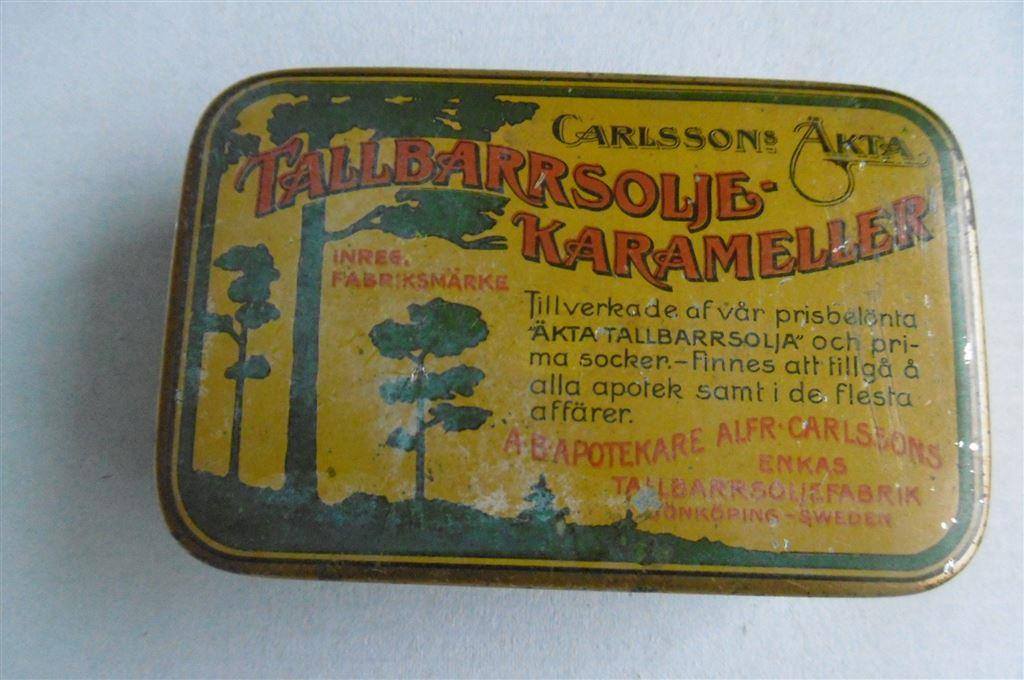 CARLSSONS ÄKTA
TALLBARRSOLJE-
KARAMELLER
INREG.
FABRIKSMÄRKE
Tillverkade af vår prisbelönta
"ÄKTA TALLBARRSOLJA" och pri-
ma socker.-Finnes att tillgå å
alla apotek samt i de flesta
affärer.
A.B. APOTEKARE ALFR. CARLSSONS
ENKAS
TALLBARRSOLJEFABRIK
JÖNKÖPING-SWEDEN